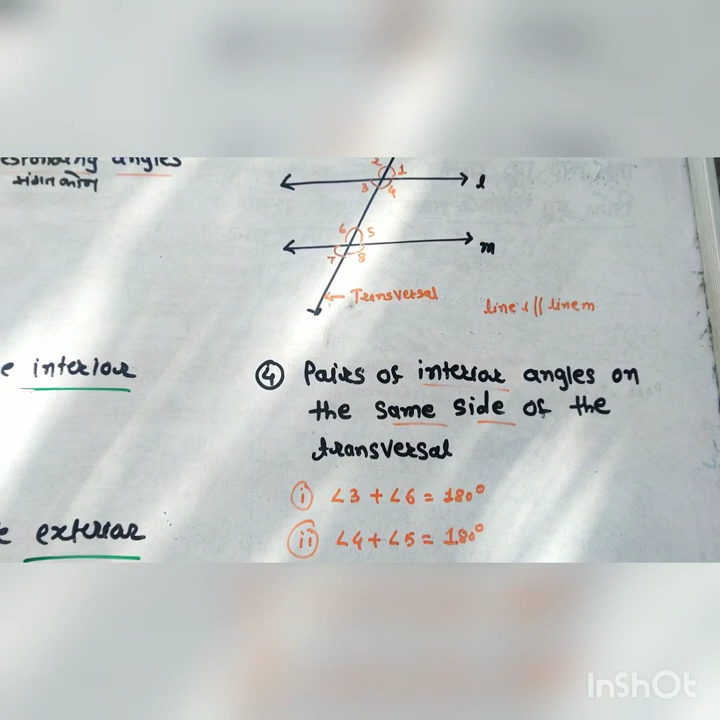 angles
संगत कोण
2 1
3 4
l
6 5
7 8
m
Transversal
line l || line m
interior
④ Pairs of interior angles on
the same side of the
transversal
ⓘ ∠3 + ∠6 = 180°
ⓘⓘ ∠4 + ∠5 = 180°
exterior
InShOt